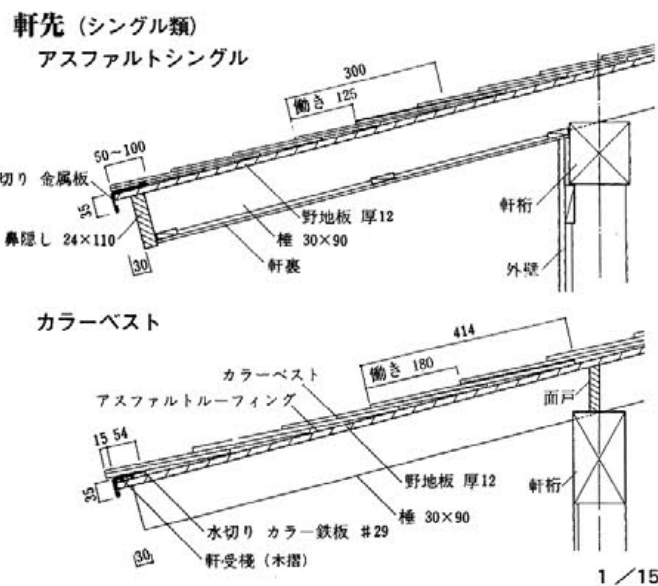 軒先 (シングル類)
アスファルトシングル
300
働き 125
50~100
切り 金属板
35
鼻隠し 24×110
30
野地板 厚12
棰 30×90
軒裏
軒桁
外壁
カラーベスト
414
働き 180
カラーベスト
アスファルトルーフィング
面戸
15 54
35
野地板 厚12
軒桁
棰 30×90
水切り カラー鉄板 #29
軒受棧 (木摺)
30
1/15